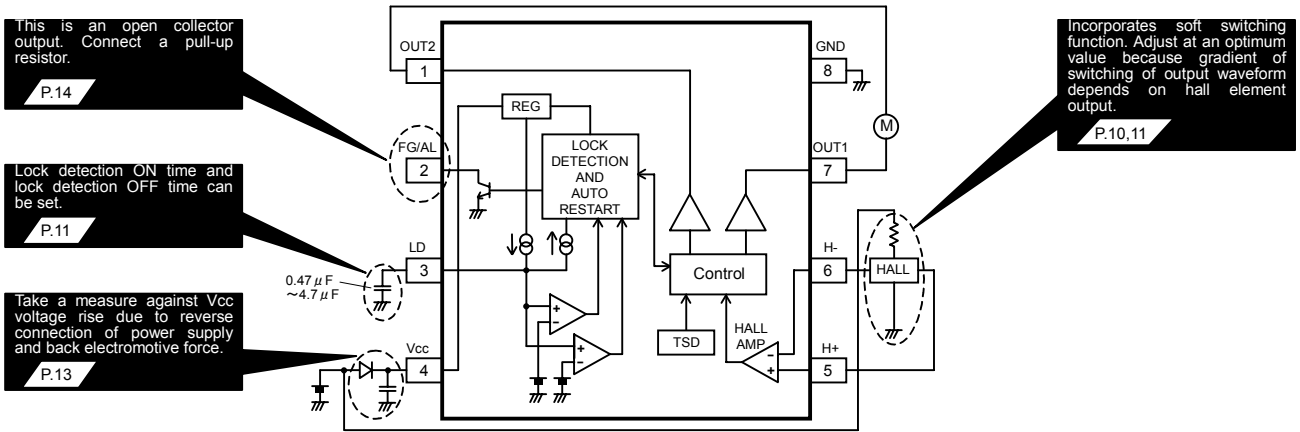 This is an open collector
output. Connect a pull-up
resistor.
P.14
Lock detection ON time and
lock detection OFF time can
be set.
P.11
Take a measure against Vcc
voltage rise due to reverse
connection of power supply
and back electromotive force.
P.13
OUT2
1
FG/AL
2
LD
3
0.47μF
~4.7μF
Vcc
4
REG
LOCK
DETECTION
AND
AUTO
RESTART
+
−
+
−
Control
TSD
HALL
AMP
−
+
GND
8
M
OUT1
7
H-
6
HALL
H+
5
Incorporates soft switching
function. Adjust at an optimum
value because gradient of
switching of output waveform
depends on hall element
output.
P.10,11